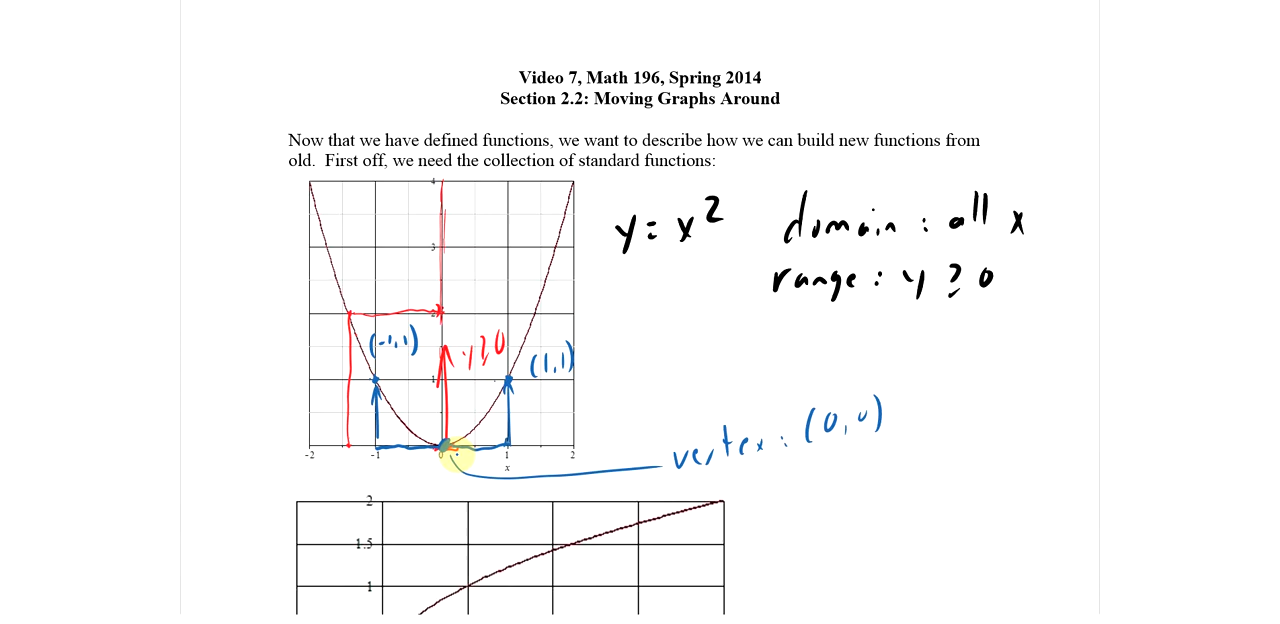 Video 7, Math 196, Spring 2014
Section 2.2: Moving Graphs Around
Now that we have defined functions, we want to describe how we can build new functions from
old. First off, we need the collection of standard functions:
y = x² domain : all x
range : y ≥ 0
4
3
2
(-1,1)
y≥0
(1,1)
1
-2 -1 0 1 2
x
vertex : (0,0)
2
1.5
1